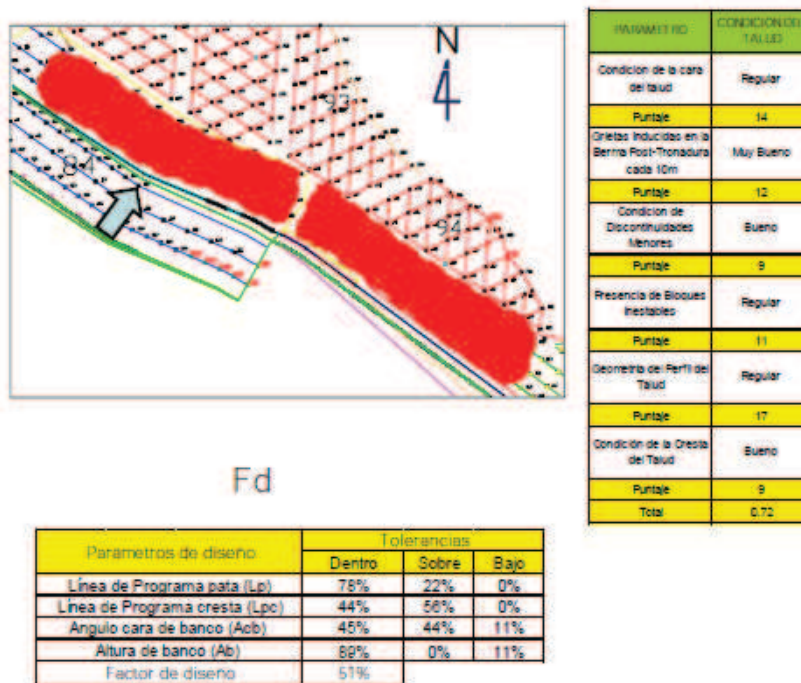 N
93
84
94
PARAMETRO CONDICION DEL TALUD
Condición de la cara del talud Regular
Puntaje 14
Grietas Inducidas en la Berma Post-Tronadura cada 10m Muy Bueno
Puntaje 12
Condición de Discontinuidades Menores Bueno
Puntaje 9
Presencia de Bloques Inestables Regular
Puntaje 11
Geometría del Perfil del Talud Regular
Puntaje 17
Condición de la Cresta del Talud Bueno
Puntaje 9
Total 0.72
Fd
Parametros de diseño Tolerancias
Dentro Sobre Bajo
Línea de Programa pata (Lp) 78% 22% 0%
Línea de Programa cresta (Lpc) 44% 56% 0%
Angulo cara de banco (Acb) 45% 44% 11%
Altura de banco (Ab) 89% 0% 11%
Factor de diseño 51%